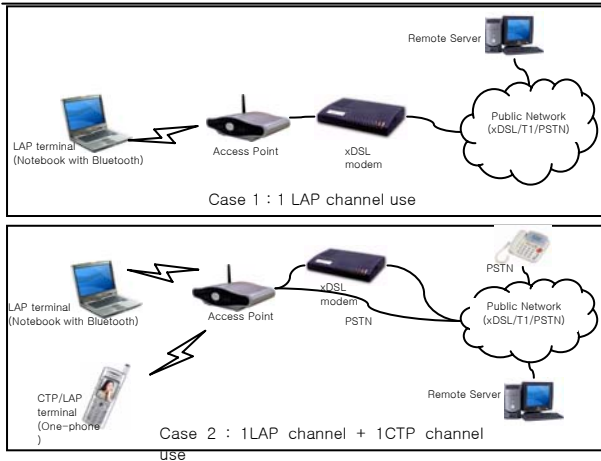 Remote Server
Public Network
(xDSL/T1/PSTN)
LAP terminal
(Notebook with Bluetooth)
Access Point
xDSL
modem
Case 1 : 1 LAP channel use
PSTN
xDSL
modem
LAP terminal
(Notebook with Bluetooth)
Access Point
PSTN
Public Network
(xDSL/T1/PSTN)
CTP/LAP
terminal
(One-phone
)
Remote Server
Case 2 : 1LAP channel + 1CTP channel
use